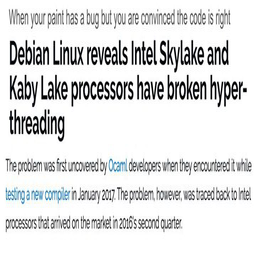 When your paint has a bug but you are convinced the code is right
Debian Linux reveals Intel Skylake and
Kaby Lake processors have broken hyper-
threading
The problem was first uncovered by Ocaml developers when they encountered it while
testing a new compiler in January 2017. The problem, however, was traced back to Intel
processors that arrived on the market in 2016's second quarter.